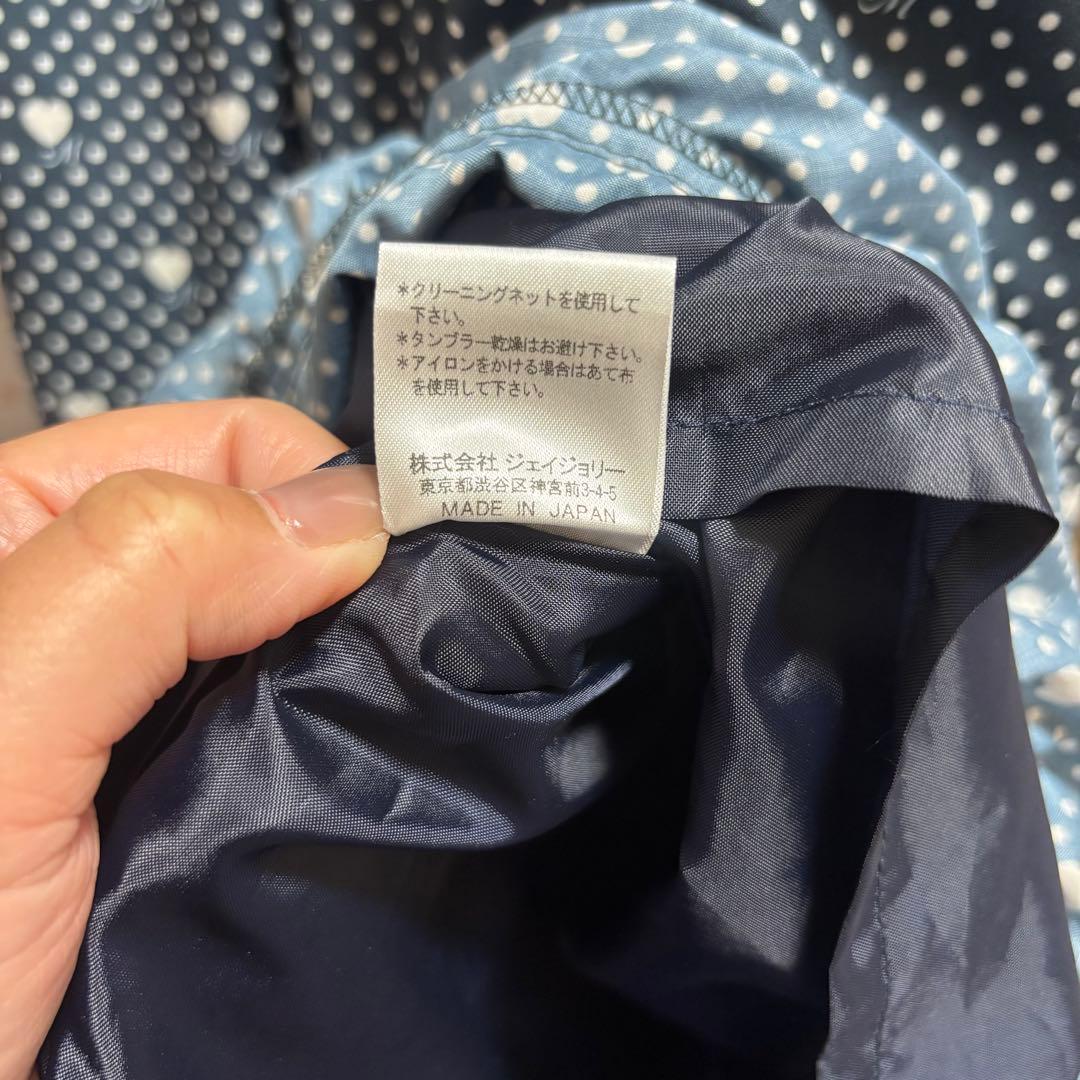 *クリーニングネットを使用して
下さい。
*タンブラー乾燥はお避け下さい。
*アイロンをかける場合はあて布
を使用して下さい。
株式会社 ジェイジョリー
東京都渋谷区神宮前3-4-5
MADE IN JAPAN